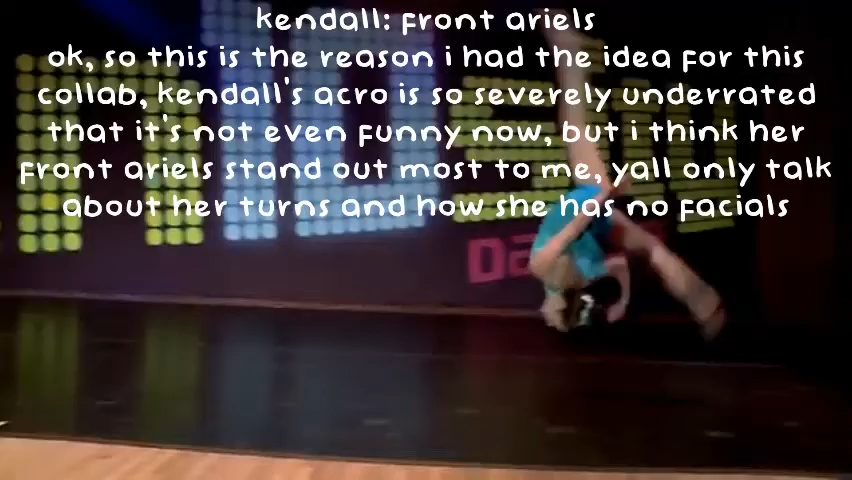 kendall: front ariels
ok, so this is the reason i had the idea for this
collab, kendall's acro is so severely underrated
that it's not even funny now, but i think her
front ariels stand out most to me, yall only talk
about her turns and how she has no facials